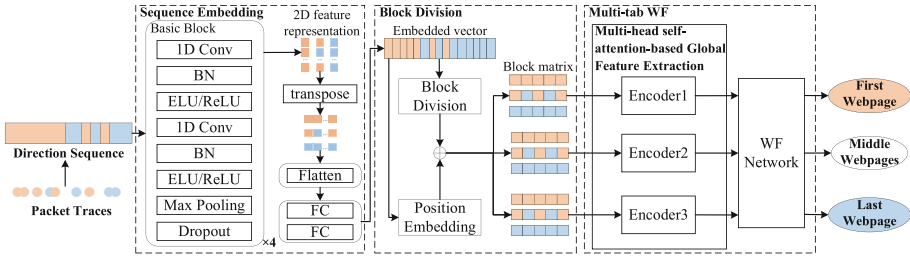 Sequence Embedding
Basic Block
1D Conv
BN
ELU/ReLU
1D Conv
BN
ELU/ReLU
Max Pooling
Dropout
×4
Direction Sequence
Packet Traces
2D feature
representation
transpose
Flatten
FC
FC
Block Division
Embedded vector
Block
Division
Position
Embedding
Block matrix
Multi-tab WF
Multi-head self-
attention-based Global
Feature Extraction
Encoder1
Encoder2
Encoder3
WF
Network
First
Webpage
Middle
Webpages
Last
Webpage